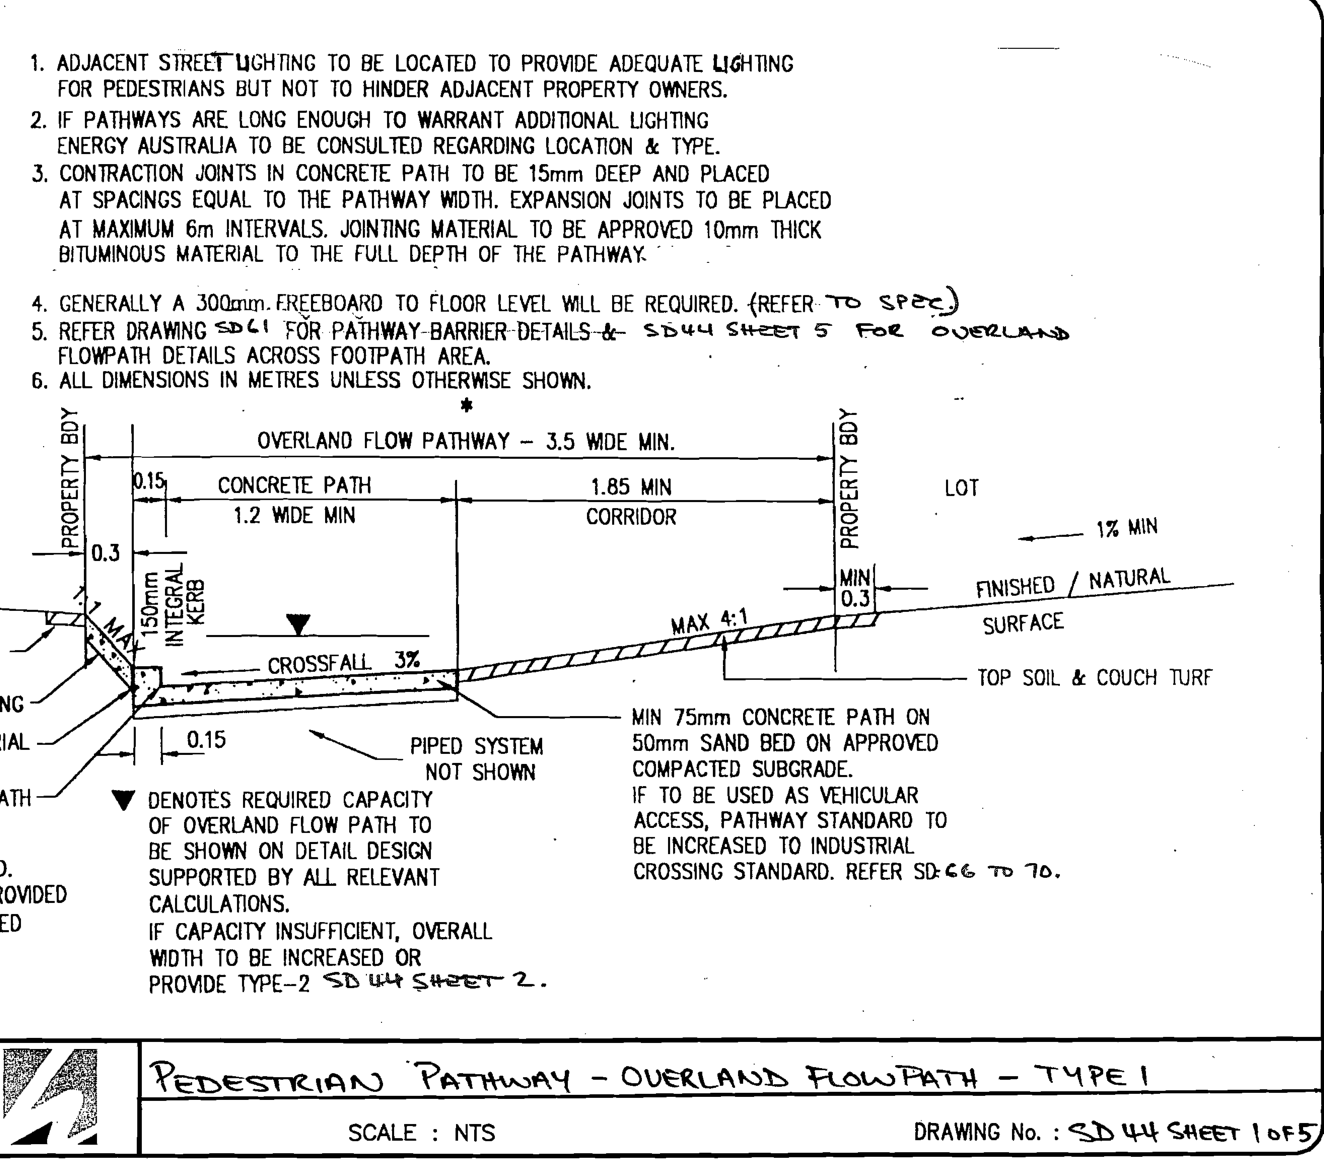 1. ADJACENT STREET LIGHTING TO BE LOCATED TO PROVIDE ADEQUATE LIGHTING
FOR PEDESTRIANS BUT NOT TO HINDER ADJACENT PROPERTY OWNERS.
2. IF PATHWAYS ARE LONG ENOUGH TO WARRANT ADDITIONAL LIGHTING
ENERGY AUSTRALIA TO BE CONSULTED REGARDING LOCATION & TYPE.
3. CONTRACTION JOINTS IN CONCRETE PATH TO BE 15mm DEEP AND PLACED
AT SPACINGS EQUAL TO THE PATHWAY WIDTH. EXPANSION JOINTS TO BE PLACED
AT MAXIMUM 6m INTERVALS. JOINTING MATERIAL TO BE APPROVED 10mm THICK
BITUMINOUS MATERIAL TO THE FULL DEPTH OF THE PATHWAY.
4. GENERALLY A 300mm FREEBOARD TO FLOOR LEVEL WILL BE REQUIRED. (REFER TO SPEC.)
5. REFER DRAWING SD61 FOR PATHWAY BARRIER DETAILS & SD44 SHEET 5 FOR OVERLAND
FLOWPATH DETAILS ACROSS FOOTPATH AREA.
6. ALL DIMENSIONS IN METRES UNLESS OTHERWISE SHOWN.
*
PROPERTY BDY
OVERLAND FLOW PATHWAY – 3.5 WIDE MIN.
PROPERTY BDY
0.15
CONCRETE PATH
1.2 WIDE MIN
1.85 MIN
CORRIDOR
LOT
1% MIN
0.3
150mm
INTEGRAL
KERB
MIN
0.3
FINISHED / NATURAL
SURFACE
1:1 MAX
MAX 4:1
CROSSFALL 3%
TOP SOIL & COUCH TURF
NG
RIAL
ATH
0.15
PIPED SYSTEM
NOT SHOWN
MIN 75mm CONCRETE PATH ON
50mm SAND BED ON APPROVED
COMPACTED SUBGRADE.
IF TO BE USED AS VEHICULAR
ACCESS, PATHWAY STANDARD TO
BE INCREASED TO INDUSTRIAL
CROSSING STANDARD. REFER SD:66 TO 70.
▼ DENOTES REQUIRED CAPACITY
OF OVERLAND FLOW PATH TO
BE SHOWN ON DETAIL DESIGN
SUPPORTED BY ALL RELEVANT
CALCULATIONS.
IF CAPACITY INSUFFICIENT, OVERALL
WIDTH TO BE INCREASED OR
PROVIDE TYPE-2 SD 44 SHEET 2.
D.
ROVIDED
ED
PEDESTRIAN PATHWAY – OVERLAND FLOWPATH – TYPE 1
SCALE : NTS
DRAWING No. : SD 44 SHEET 1 OF 5